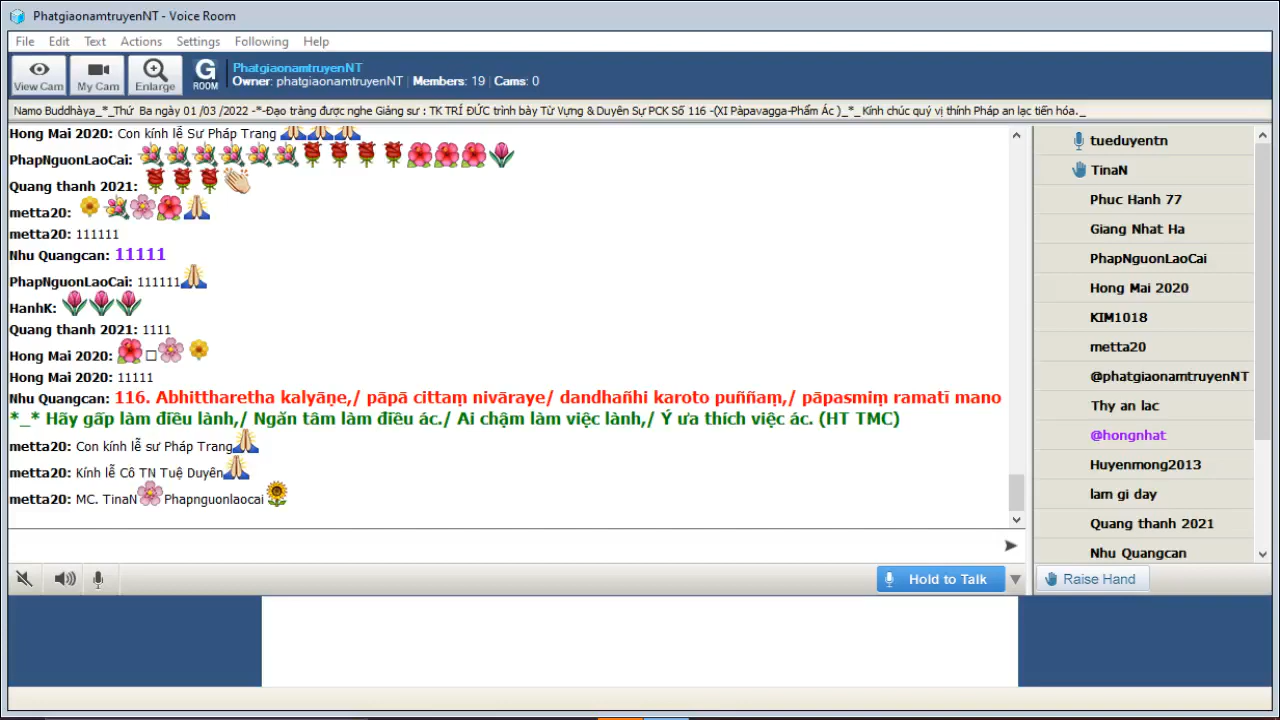 PhatgiaonamtruyenNT - Voice Room
File Edit Text Actions Settings Following Help
View Cam My Cam Enlarge G ROOM PhatgiaonamtruyenNT
Owner: phatgiaonamtruyenNT | Members: 19 | Cams: 0
Namo Buddhàya_*_Thứ Ba ngày 01 /03 /2022 -*-Đạo tràng được nghe Giảng sư : TK TRÍ ĐỨC trình bày Từ Vựng & Duyên Sự PCK Số 116 -(XI Pàpavagga-Phẩm Ác )_*_Kính chúc quý vị thính Pháp an lạc tiến hóa._
Hong Mai 2020: Con kính lễ Sư Pháp Trang
PhapNguonLaoCai:
Quang thanh 2021:
metta20:
metta20: 111111
Nhu Quangcan: 11111
PhapNguonLaoCai: 111111
HanhK:
Quang thanh 2021: 1111
Hong Mai 2020: □
Hong Mai 2020: 11111
Nhu Quangcan: 116. Abhittharetha kalyāṇe,/ pāpā cittaṃ nivāraye/ dandhañhi karoto puññaṃ,/ pāpasmiṃ ramatī mano
*_* Hãy gấp làm điều lành,/ Ngăn tâm làm điều ác./ Ai chậm làm việc lành,/ Ý ưa thích việc ác. (HT TMC)
metta20: Con kính lễ sư Pháp Trang
metta20: Kính lễ Cô TN Tuệ Duyên
metta20: MC. TinaN Phapnguonlaocai
tueduyentn
TinaN
Phuc Hanh 77
Giang Nhat Ha
PhapNguonLaoCai
Hong Mai 2020
KIM1018
metta20
@phatgiaonamtruyenNT
Thy an lac
@hongnhat
Huyenmong2013
lam gi day
Quang thanh 2021
Nhu Quangcan
Hold to Talk
Raise Hand